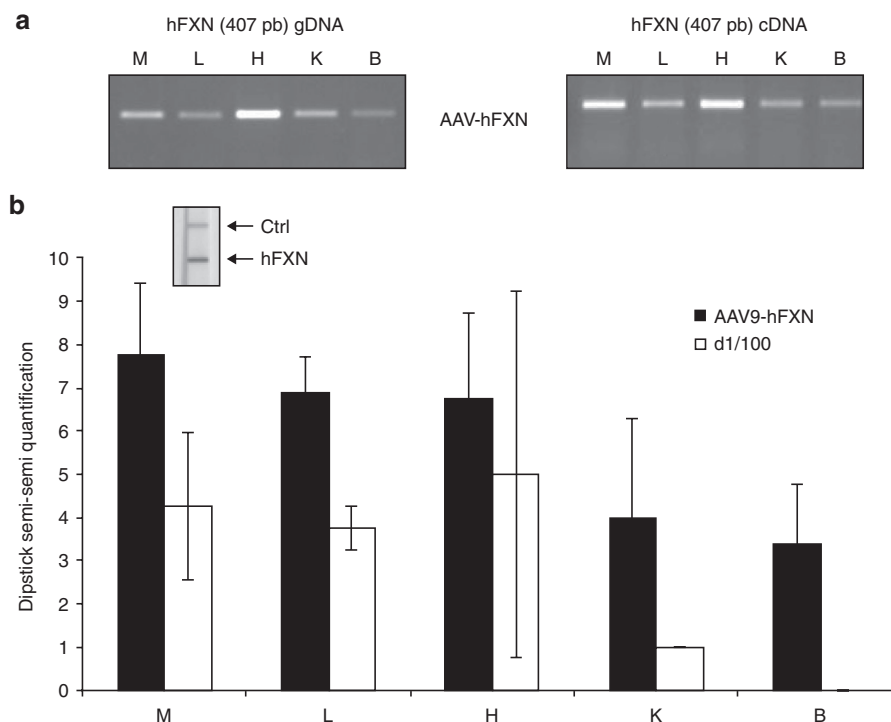 a
hFXN (407 pb) gDNA
hFXN (407 pb) cDNA
M L H K B
M L H K B
AAV-hFXN
b
Ctrl
hFXN
10
9
8
7
6
5
4
3
2
1
0
Dipstick semi-semi quantification
AAV9-hFXN
d1/100
M L H K B